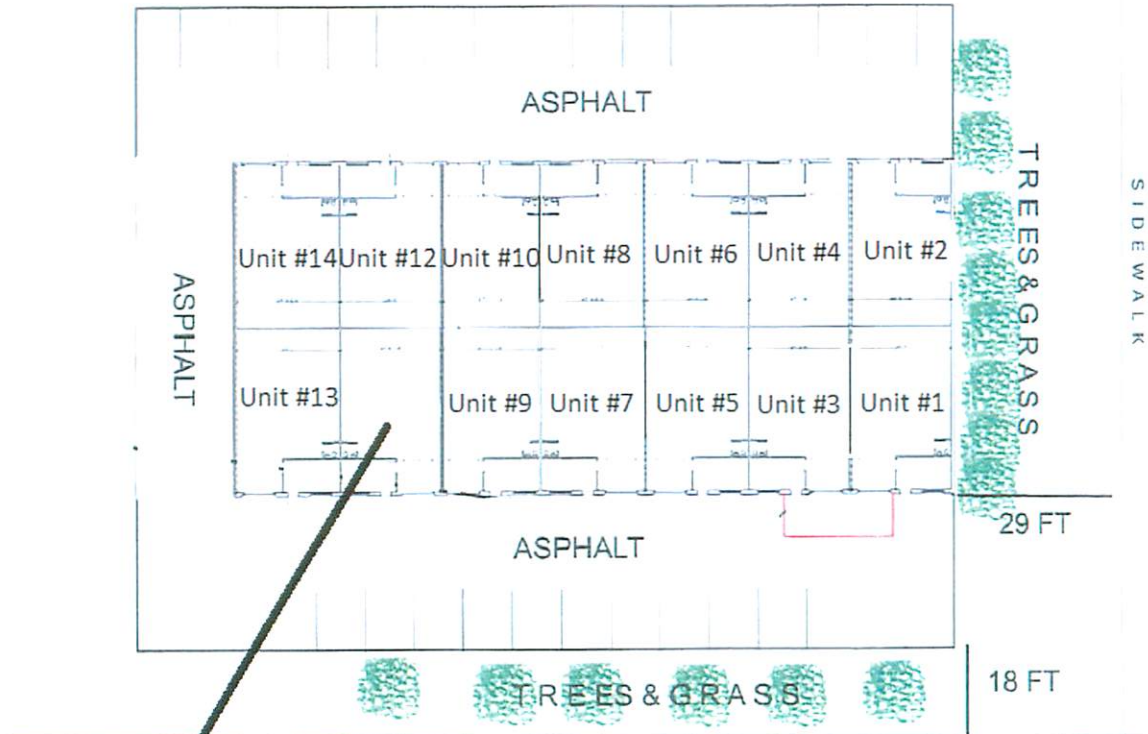 ASPHALT
TREES & GRASS
SIDEWALK
Unit #14 Unit #12 Unit #10 Unit #8 Unit #6 Unit #4 Unit #2
ASPHALT
Unit #13 Unit #9 Unit #7 Unit #5 Unit #3 Unit #1
29 FT
ASPHALT
18 FT
TREES & GRASS